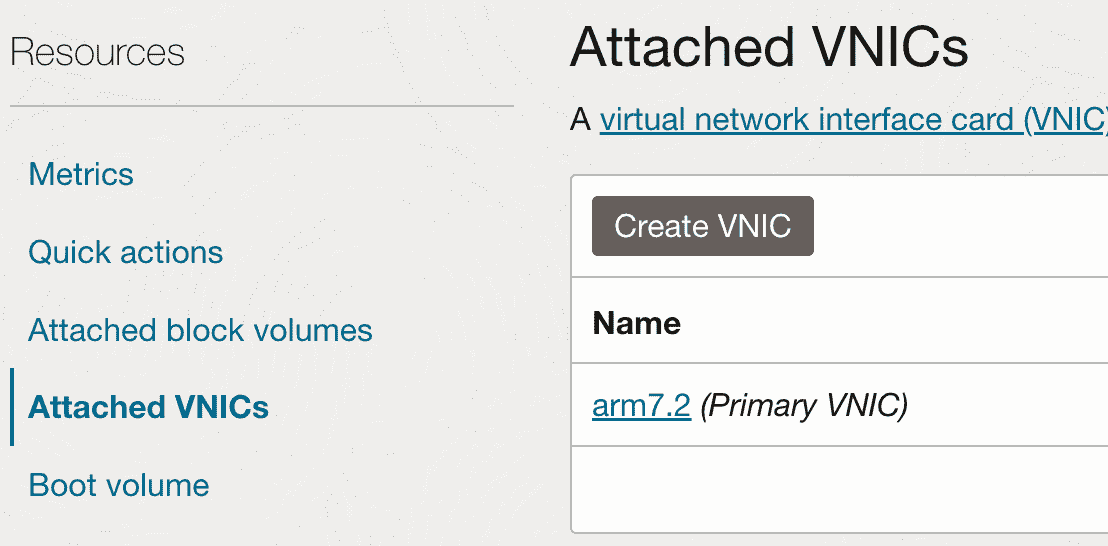 Resources
Metrics
Quick actions
Attached block volumes
Attached VNICs
Boot volume
Attached VNICs
A virtual network interface card (VNIC)
Create VNIC
Name
arm7.2 (Primary VNIC)